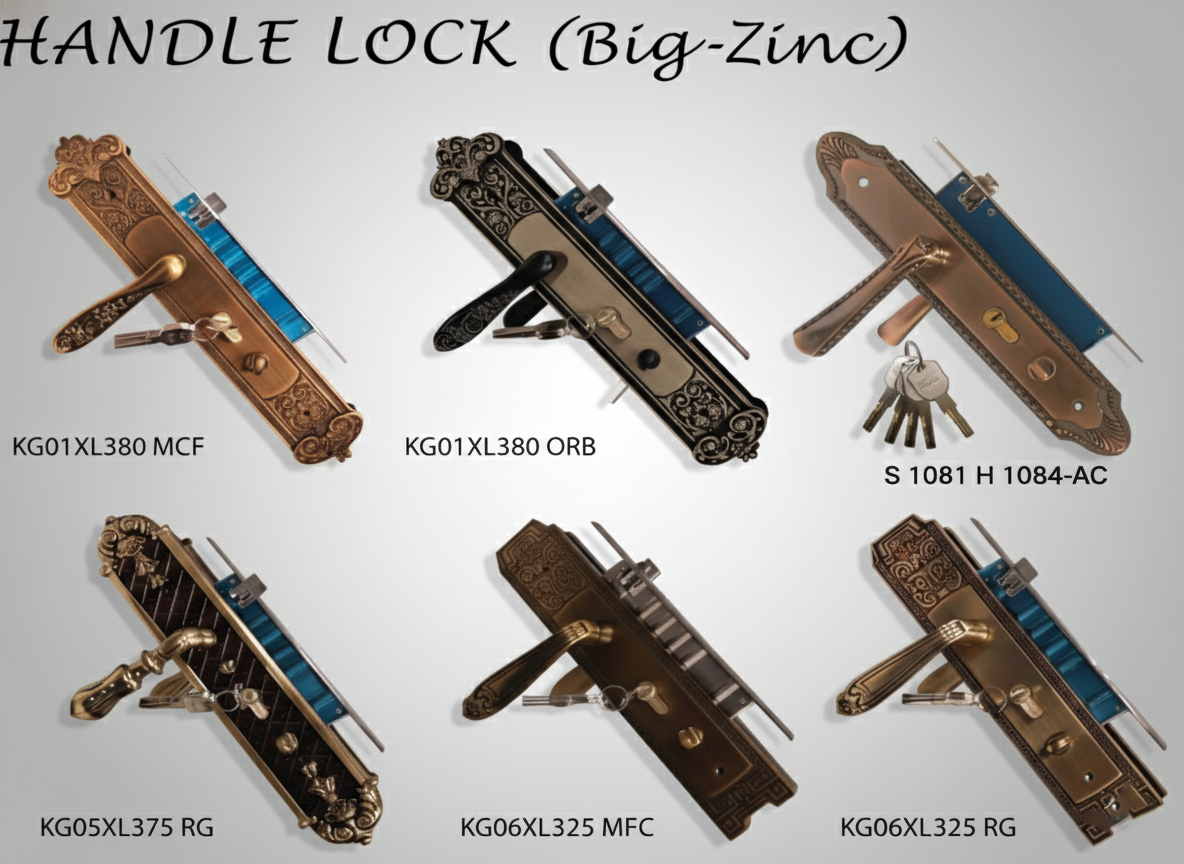 HANDLE LOCK (Big-Zinc)
KG01XL380 MCF
KG01XL380 ORB
S 1081 H 1084-AC
KG05XL375 RG
KG06XL325 MFC
KG06XL325 RG